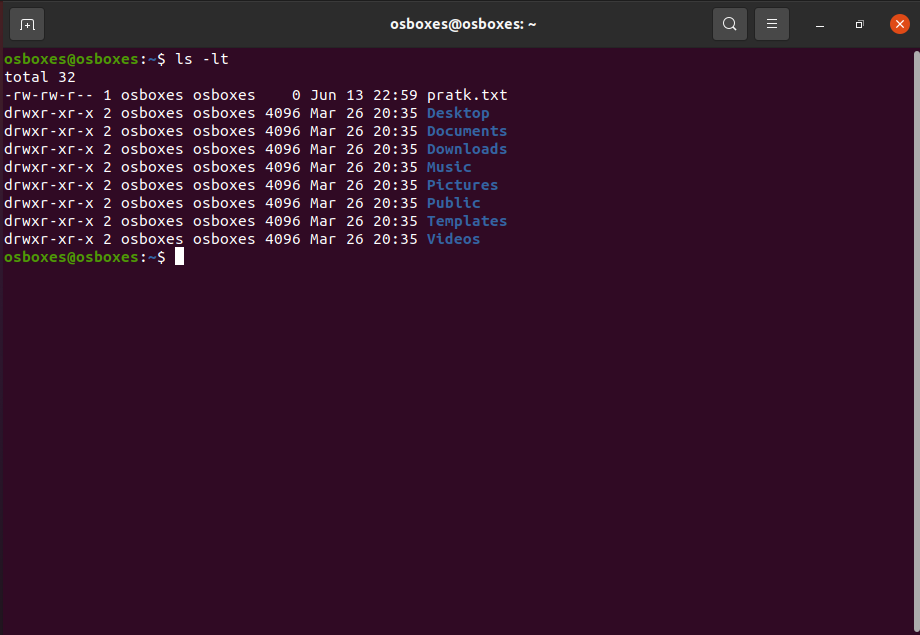 osboxes@osboxes: ~
osboxes@osboxes:~$ ls -lt
total 32
-rw-rw-r-- 1 osboxes osboxes    0 Jun 13 22:59 pratk.txt
drwxr-xr-x 2 osboxes osboxes 4096 Mar 26 20:35 Desktop
drwxr-xr-x 2 osboxes osboxes 4096 Mar 26 20:35 Documents
drwxr-xr-x 2 osboxes osboxes 4096 Mar 26 20:35 Downloads
drwxr-xr-x 2 osboxes osboxes 4096 Mar 26 20:35 Music
drwxr-xr-x 2 osboxes osboxes 4096 Mar 26 20:35 Pictures
drwxr-xr-x 2 osboxes osboxes 4096 Mar 26 20:35 Public
drwxr-xr-x 2 osboxes osboxes 4096 Mar 26 20:35 Templates
drwxr-xr-x 2 osboxes osboxes 4096 Mar 26 20:35 Videos
osboxes@osboxes:~$